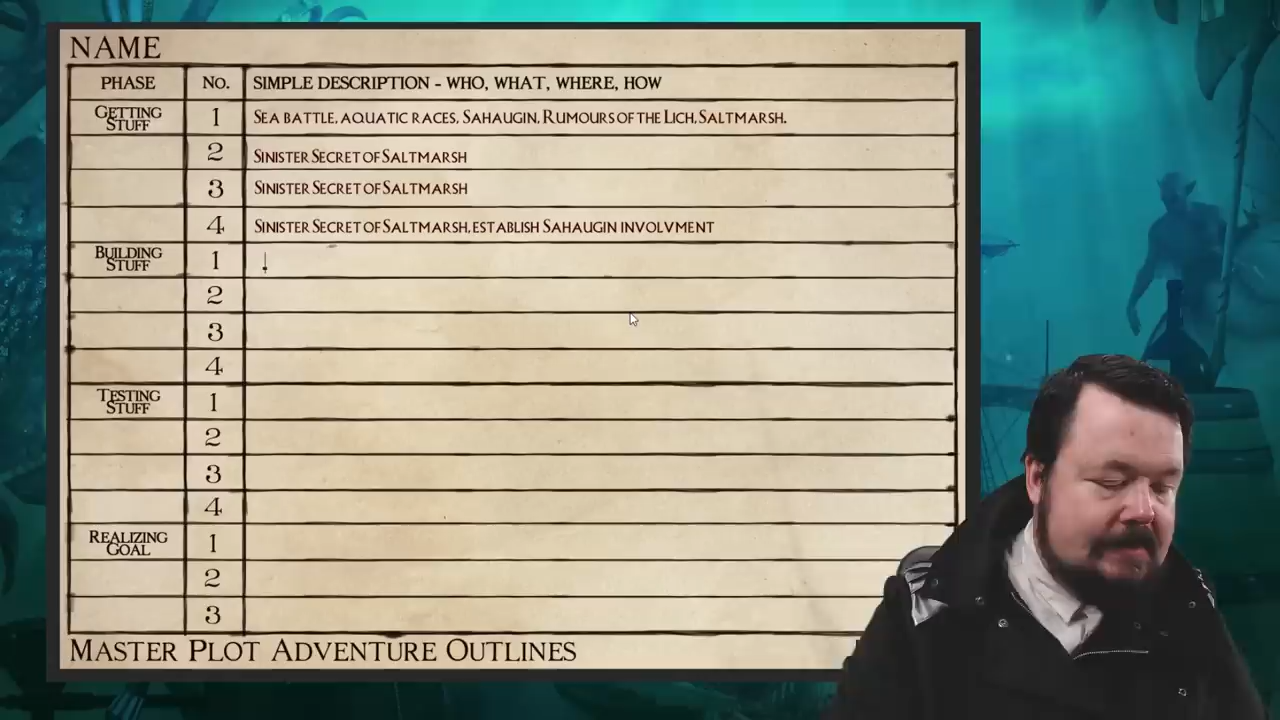 NAME
PHASE No. SIMPLE DESCRIPTION - WHO, WHAT, WHERE, HOW
GETTING STUFF 1 SEA BATTLE, AQUATIC RACES, SAHAUGIN, RUMOURS OF THE LICH, SALTMARSH.
2 SINISTER SECRET OF SALTMARSH
3 SINISTER SECRET OF SALTMARSH
4 SINISTER SECRET OF SALTMARSH, ESTABLISH SAHAUGIN INVOLVMENT
BUILDING STUFF 1
2
3
4
TESTING STUFF 1
2
3
4
REALIZING GOAL 1
2
3
MASTER PLOT ADVENTURE OUTLINES